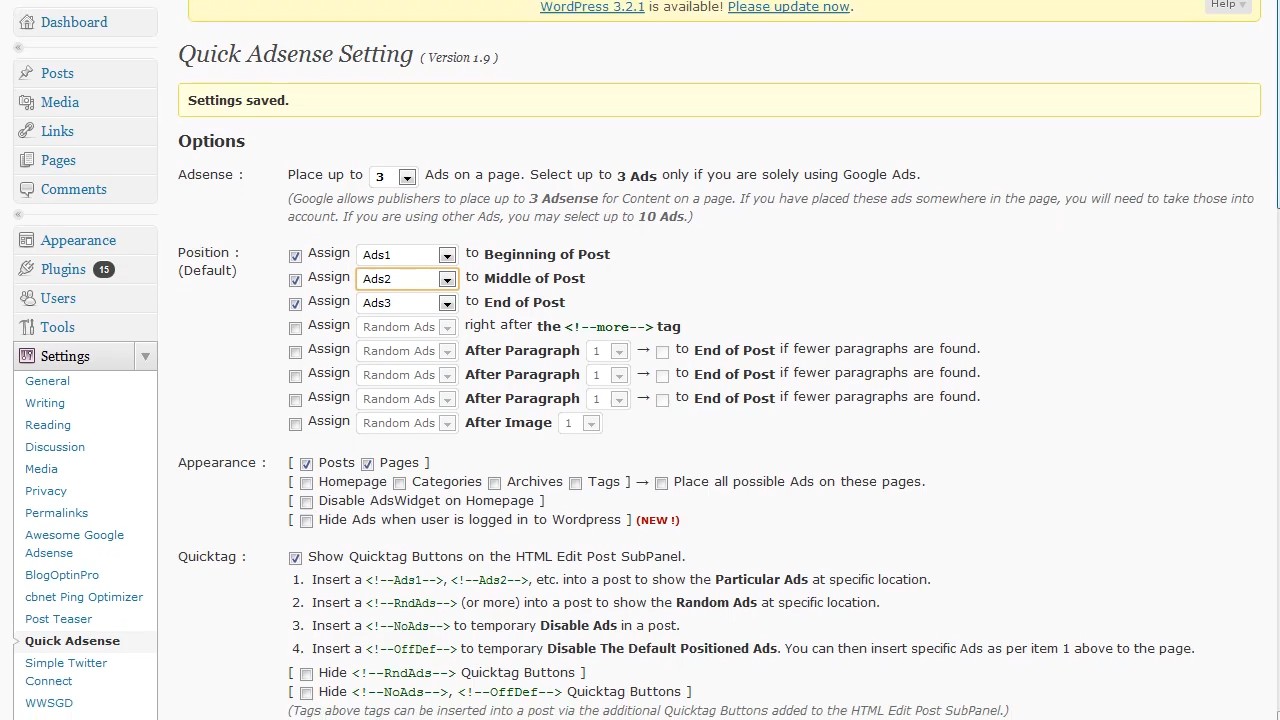 WordPress 3.2.1 is available! Please update now.
Help
Dashboard
Posts
Media
Links
Pages
Comments
Appearance
Plugins 15
Users
Tools
Settings
General
Writing
Reading
Discussion
Media
Privacy
Permalinks
Awesome Google
Adsense
BlogOptinPro
cbnet Ping Optimizer
Post Teaser
Quick Adsense
Simple Twitter
Connect
WWSGD
Quick Adsense Setting ( Version 1.9 )
Settings saved.
Options
Adsense : Place up to 3 Ads on a page. Select up to 3 Ads only if you are solely using Google Ads.
(Google allows publishers to place up to 3 Adsense for Content on a page. If you have placed these ads somewhere in the page, you will need to take those into
account. If you are using other Ads, you may select up to 10 Ads.)
Position : Assign Ads1 to Beginning of Post
(Default) Assign Ads2 to Middle of Post
Assign Ads3 to End of Post
Assign Random Ads right after the <!--more--> tag
Assign Random Ads After Paragraph 1 → to End of Post if fewer paragraphs are found.
Assign Random Ads After Paragraph 1 → to End of Post if fewer paragraphs are found.
Assign Random Ads After Paragraph 1 → to End of Post if fewer paragraphs are found.
Assign Random Ads After Image 1
Appearance : [ Posts Pages ]
[ Homepage Categories Archives Tags ] → Place all possible Ads on these pages.
[ Disable AdsWidget on Homepage ]
[ Hide Ads when user is logged in to Wordpress ] (NEW !)
Quicktag : Show Quicktag Buttons on the HTML Edit Post SubPanel.
1. Insert a <!--Ads1-->, <!--Ads2-->, etc. into a post to show the Particular Ads at specific location.
2. Insert a <!--RndAds--> (or more) into a post to show the Random Ads at specific location.
3. Insert a <!--NoAds--> to temporary Disable Ads in a post.
4. Insert a <!--OffDef--> to temporary Disable The Default Positioned Ads. You can then insert specific Ads as per item 1 above to the page.
[ Hide <!--RndAds--> Quicktag Buttons ]
[ Hide <!--NoAds-->, <!--OffDef--> Quicktag Buttons ]
(Tags above tags can be inserted into a post via the additional Quicktag Buttons added to the HTML Edit Post SubPanel.)